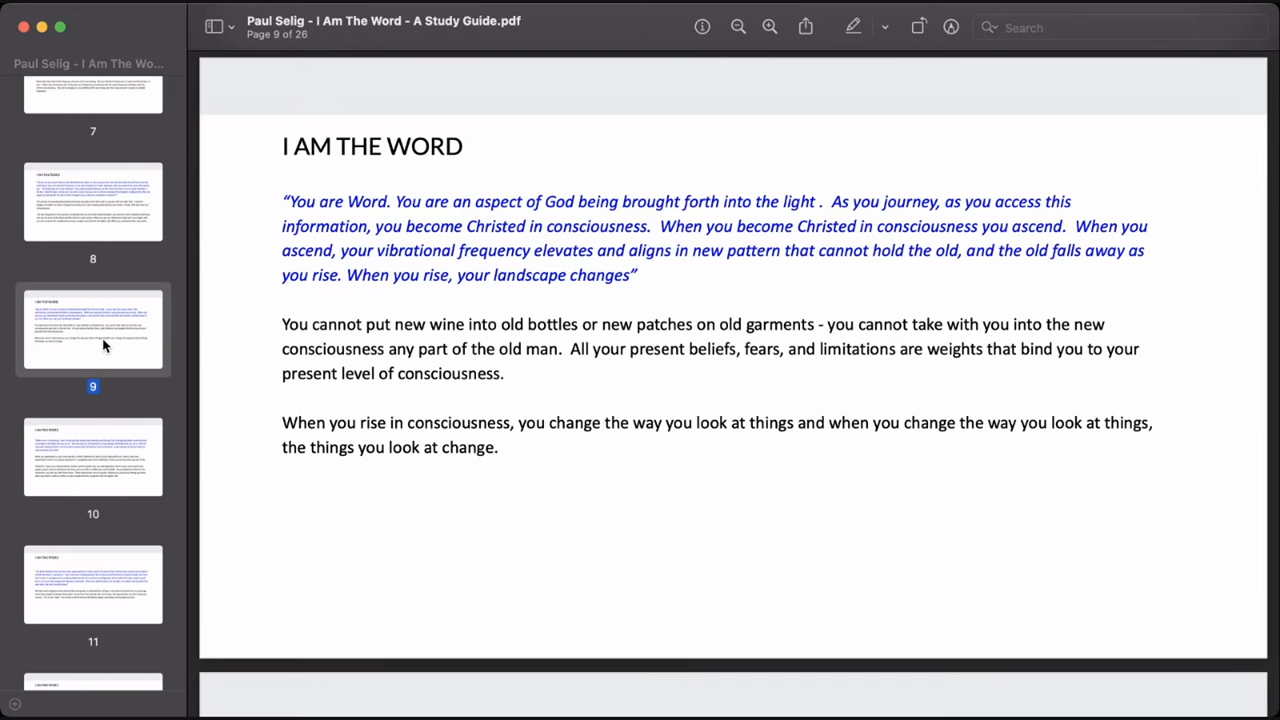 Paul Selig - I Am The Word - A Study Guide.pdf
Page 9 of 26
Search
Paul Selig - I Am The Wo...
7
8
9
10
11
I AM THE WORD
“You are Word. You are an aspect of God being brought forth into the light . As you journey, as you access this
information, you become Christed in consciousness. When you become Christed in consciousness you ascend. When you
ascend, your vibrational frequency elevates and aligns in new pattern that cannot hold the old, and the old falls away as
you rise. When you rise, your landscape changes”
You cannot put new wine into old bottles or new patches on old garments - you cannot take with you into the new
consciousness any part of the old man. All your present beliefs, fears, and limitations are weights that bind you to your
present level of consciousness.
When you rise in consciousness, you change the way you look at things and when you change the way you look at things,
the things you look at change.